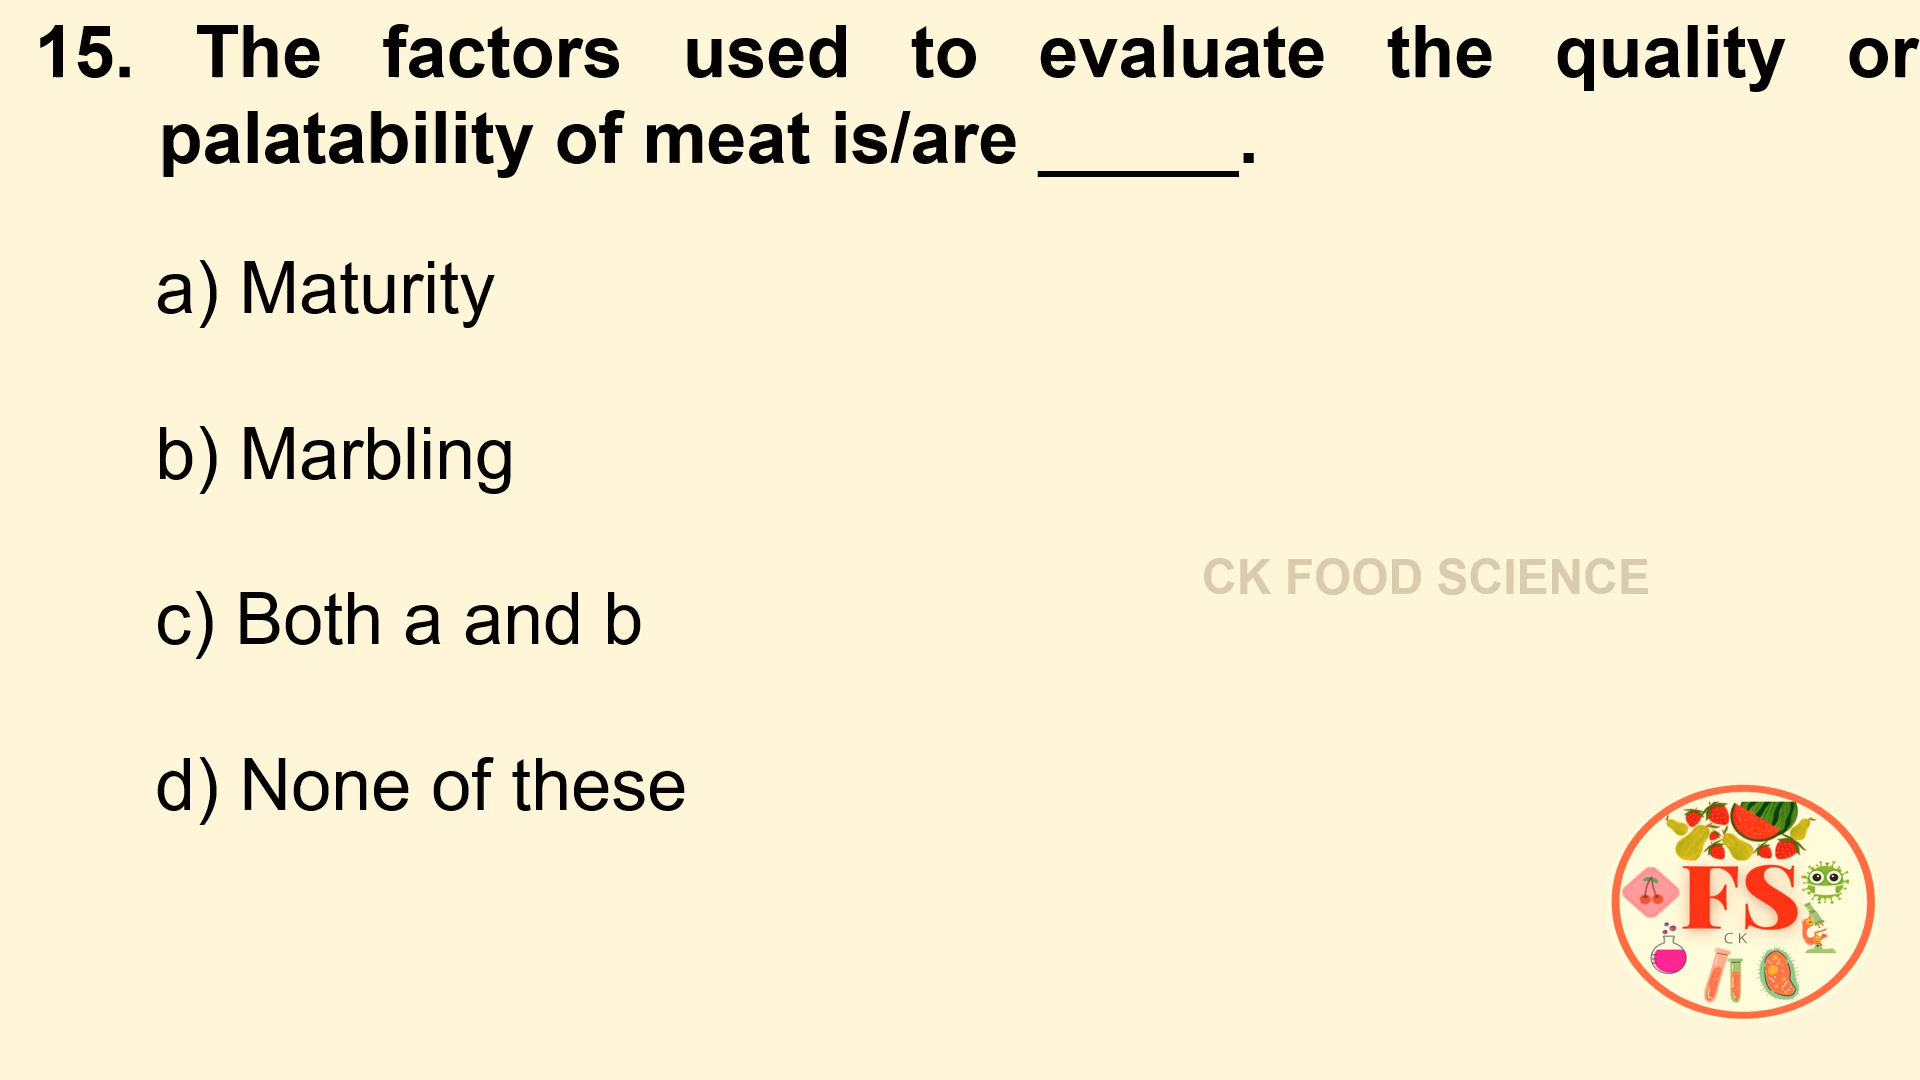 15. The factors used to evaluate the quality or
palatability of meat is/are _____.
a) Maturity
b) Marbling
c) Both a and b
CK FOOD SCIENCE
d) None of these
FS
CK